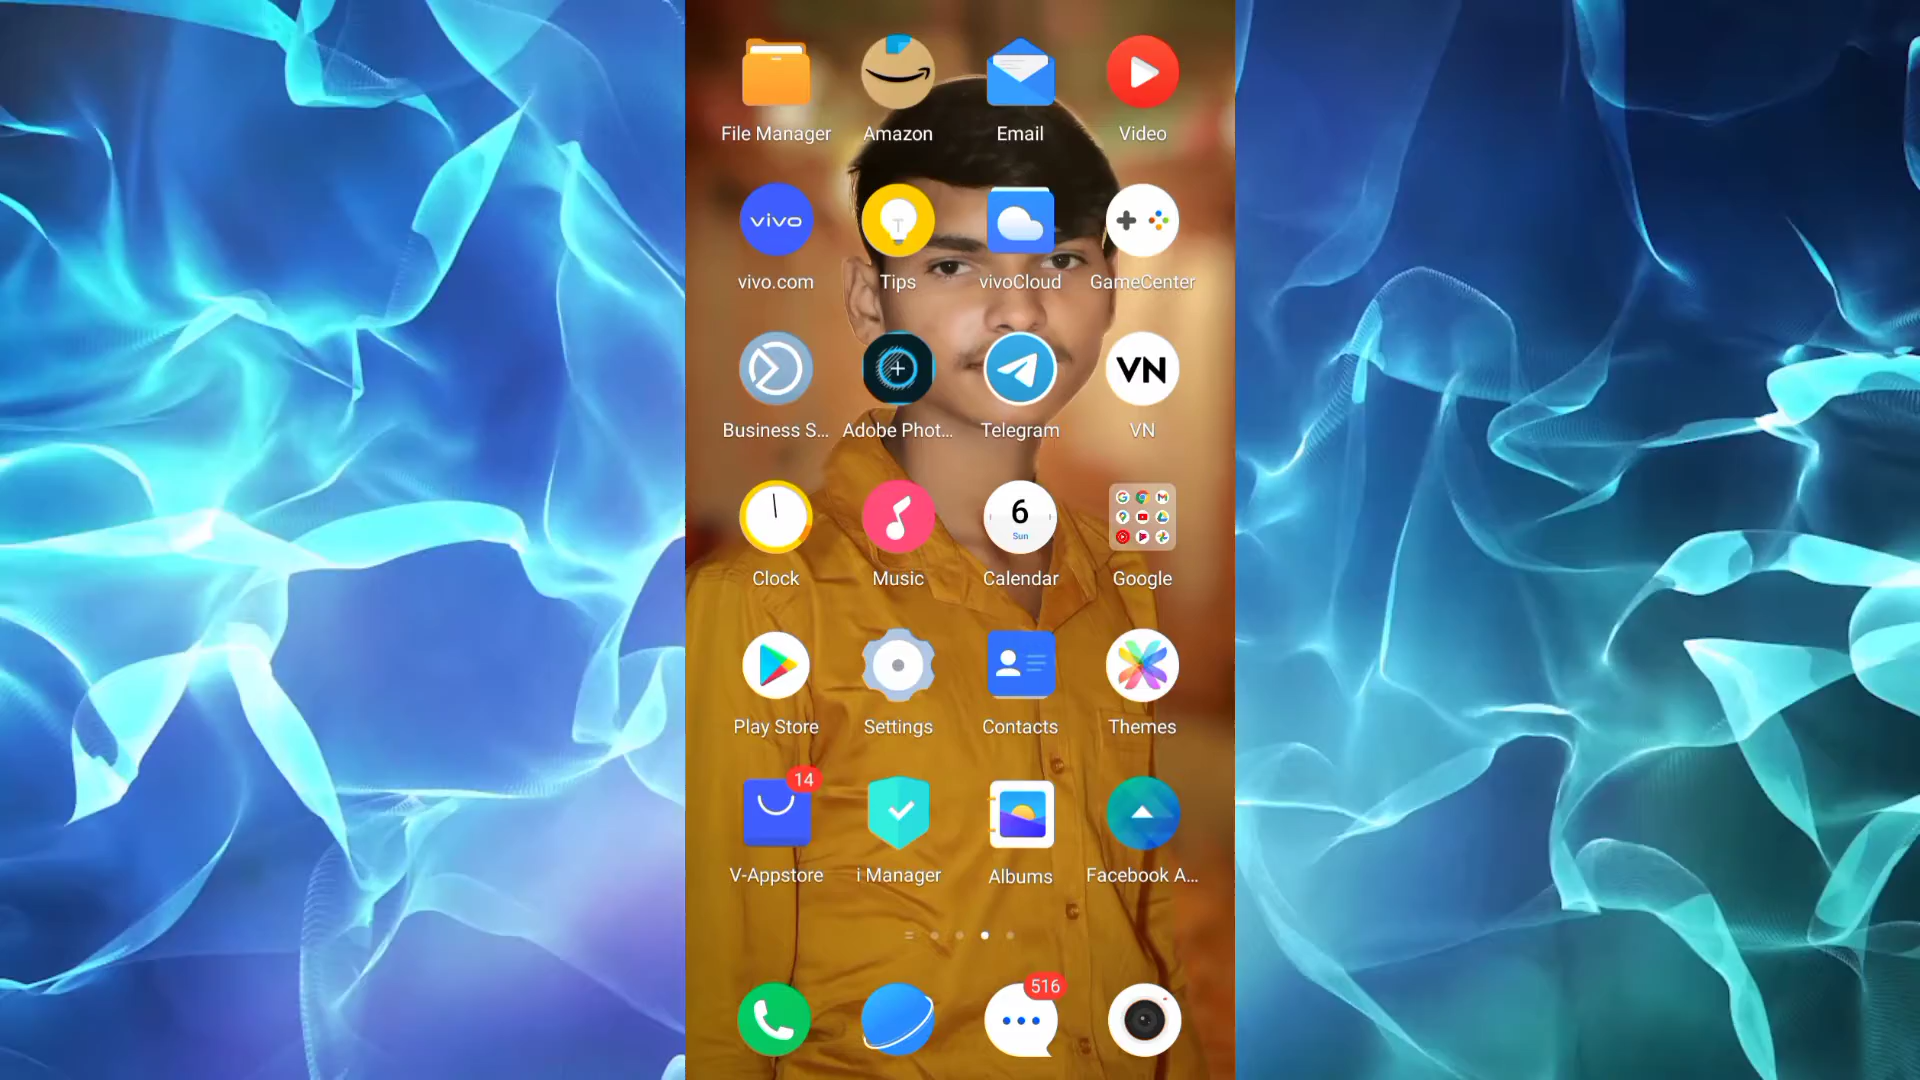 File Manager Amazon Email Video
vivo
T
vivo.com Tips vivoCloud GameCenter
VN
Business S... Adobe Phot... Telegram VN
6
Sun
Clock Music Calendar Google
Play Store Settings Contacts Themes
14
V-Appstore i Manager Albums Facebook A...
516